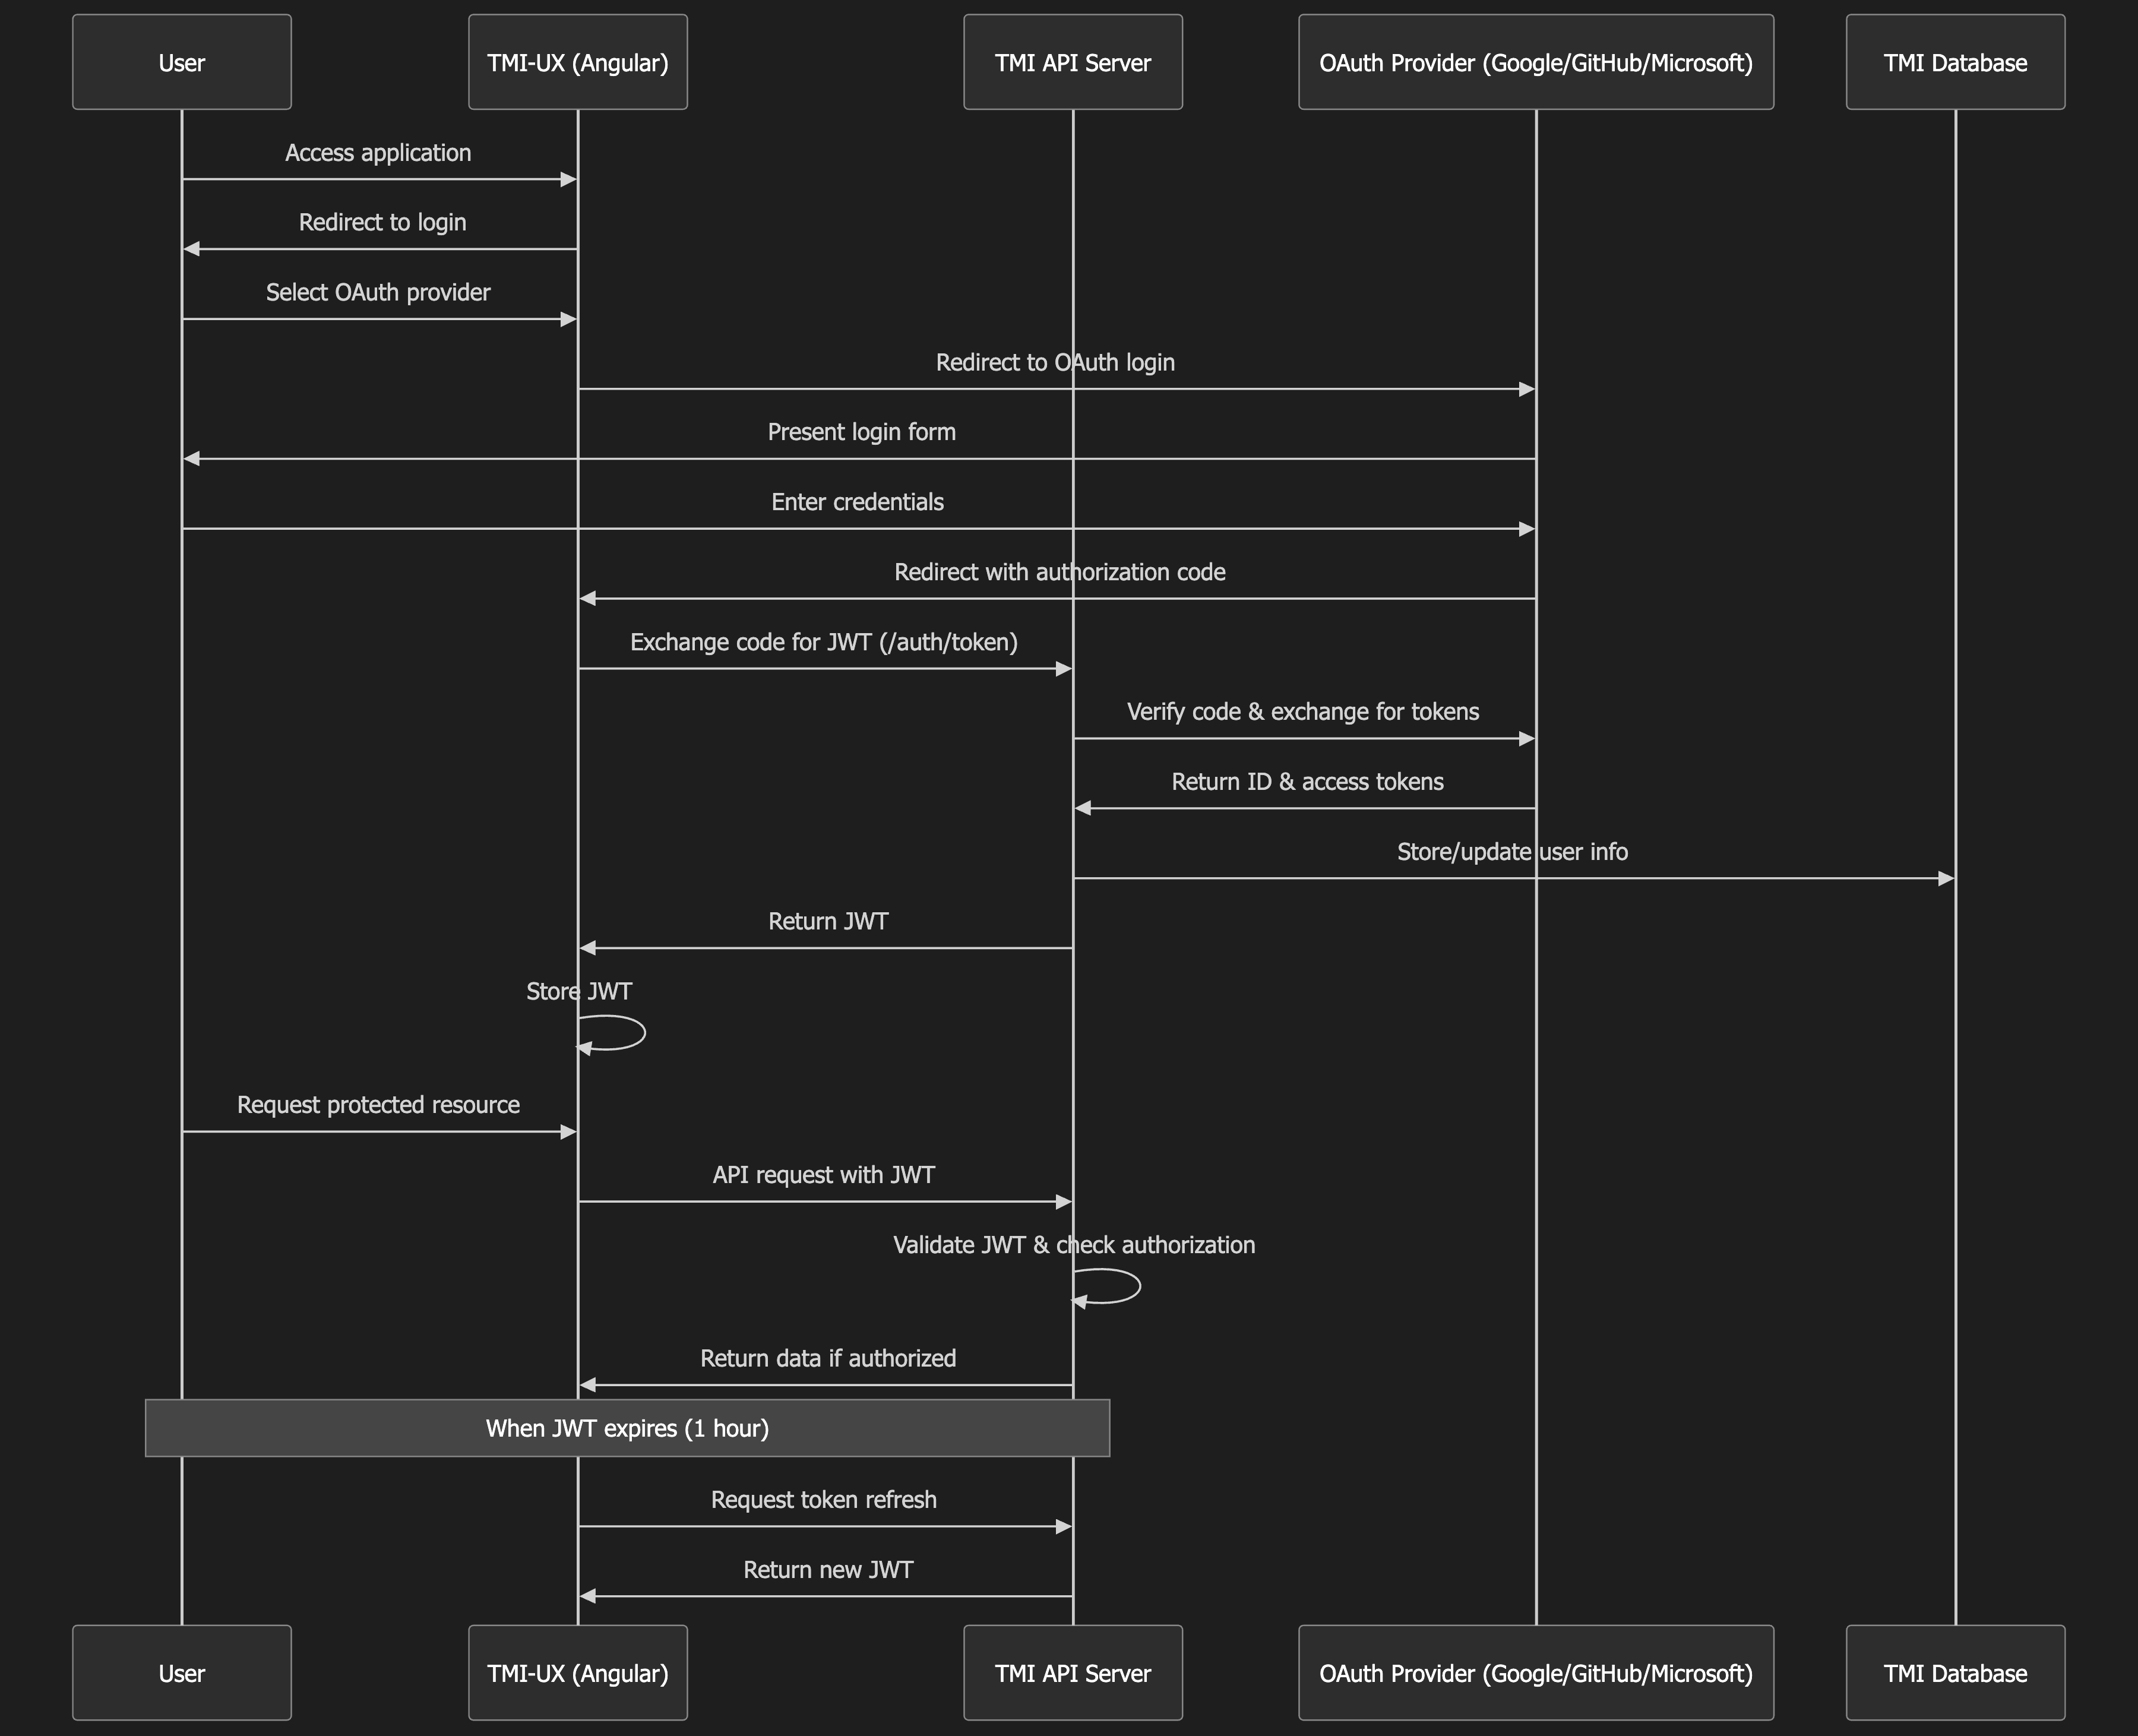 User
TMI-UX (Angular)
TMI API Server
OAuth Provider (Google/GitHub/Microsoft)
TMI Database
Access application
Redirect to login
Select OAuth provider
Redirect to OAuth login
Present login form
Enter credentials
Redirect with authorization code
Exchange code for JWT (/auth/token)
Verify code & exchange for tokens
Return ID & access tokens
Store/update user info
Return JWT
Store JWT
Request protected resource
API request with JWT
Validate JWT & check authorization
Return data if authorized
When JWT expires (1 hour)
Request token refresh
Return new JWT
User
TMI-UX (Angular)
TMI API Server
OAuth Provider (Google/GitHub/Microsoft)
TMI Database